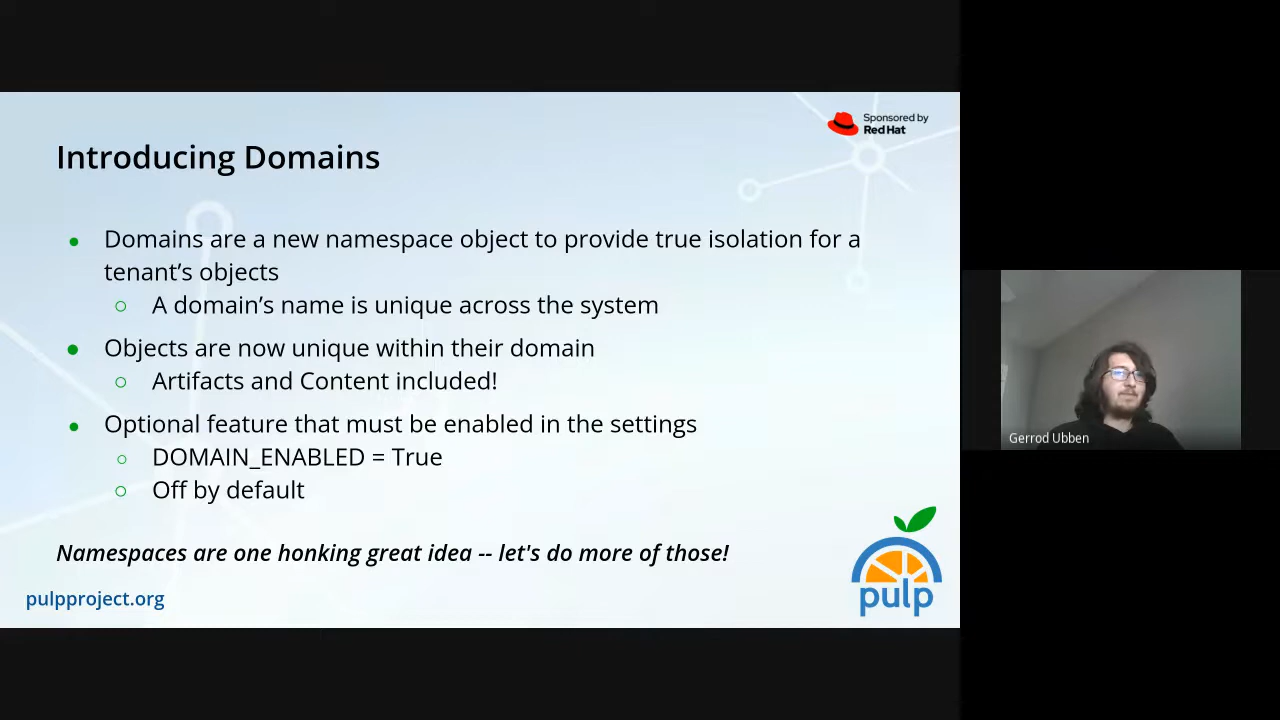 Sponsored by
Red Hat
Introducing Domains
● Domains are a new namespace object to provide true isolation for a
tenant's objects
○ A domain's name is unique across the system
● Objects are now unique within their domain
○ Artifacts and Content included!
● Optional feature that must be enabled in the settings
○ DOMAIN_ENABLED = True
○ Off by default
Namespaces are one honking great idea -- let's do more of those!
pulpproject.org
pulp
Gerrod Ubben